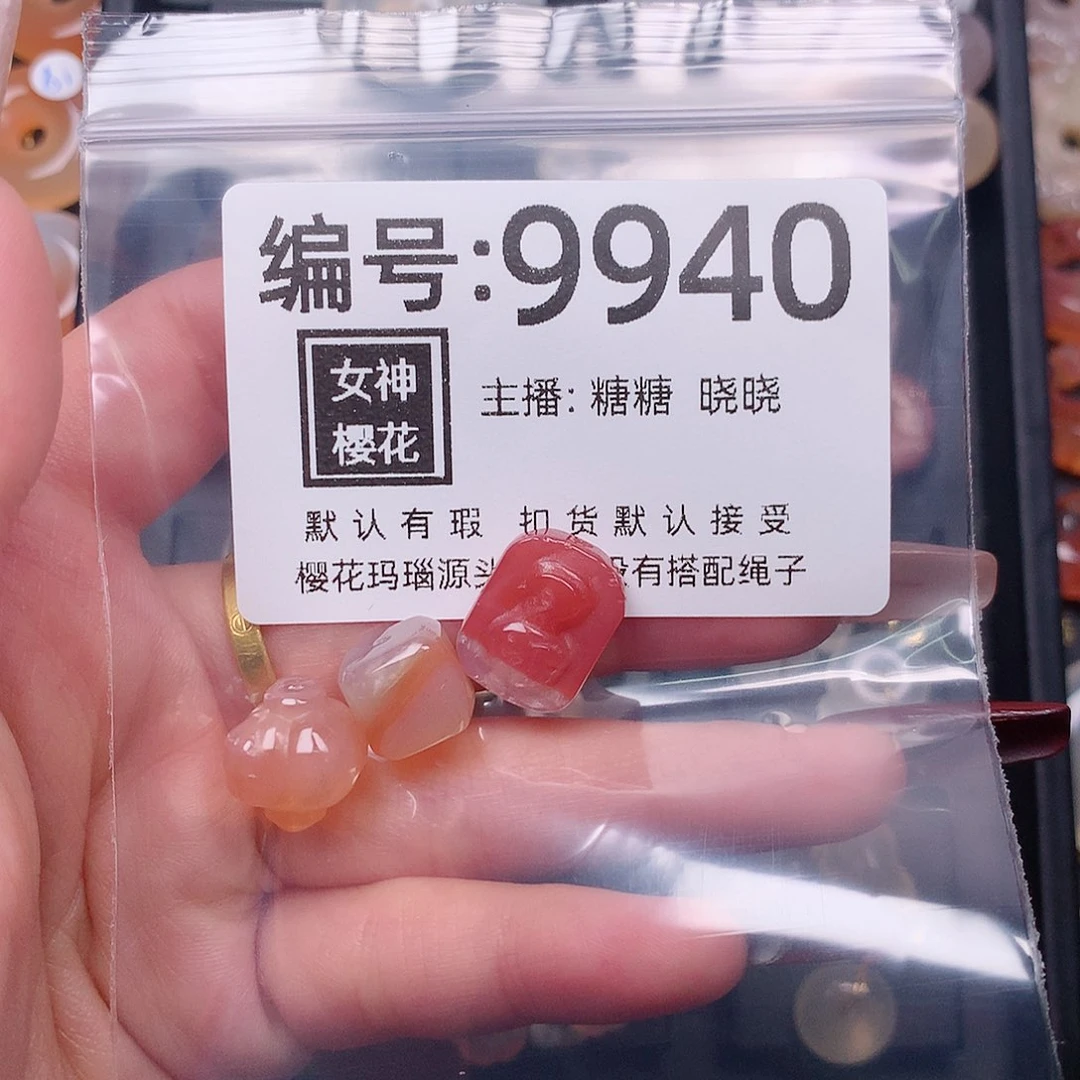 编号:9940
女神
樱花
主播: 糖糖 晓晓
默认有瑕 扣货默认接受
樱花玛瑙源头 没有搭配绳子